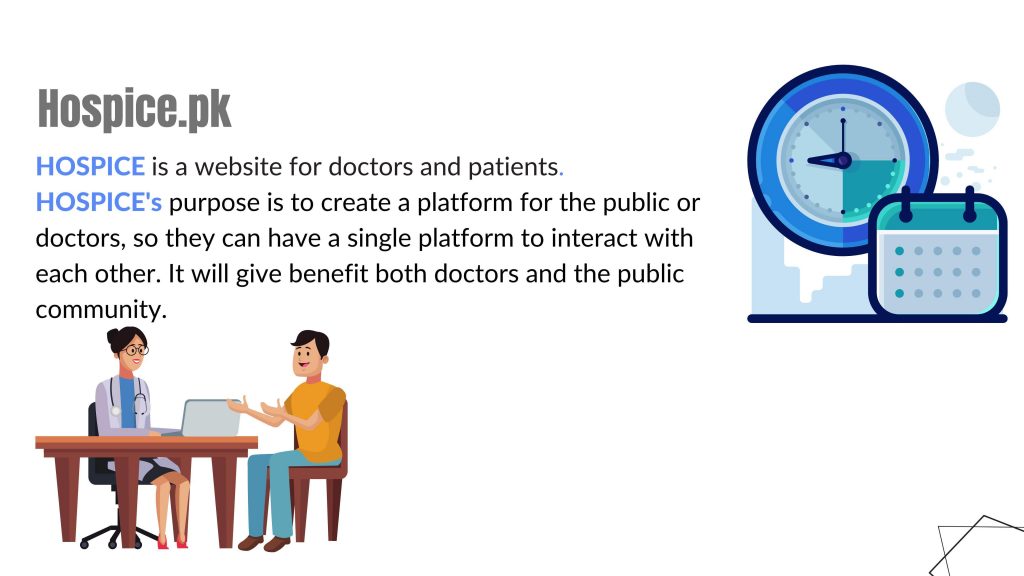 Hospice.pk
HOSPICE is a website for doctors and patients.
HOSPICE's purpose is to create a platform for the public or
doctors, so they can have a single platform to interact with
each other. It will give benefit both doctors and the public
community.